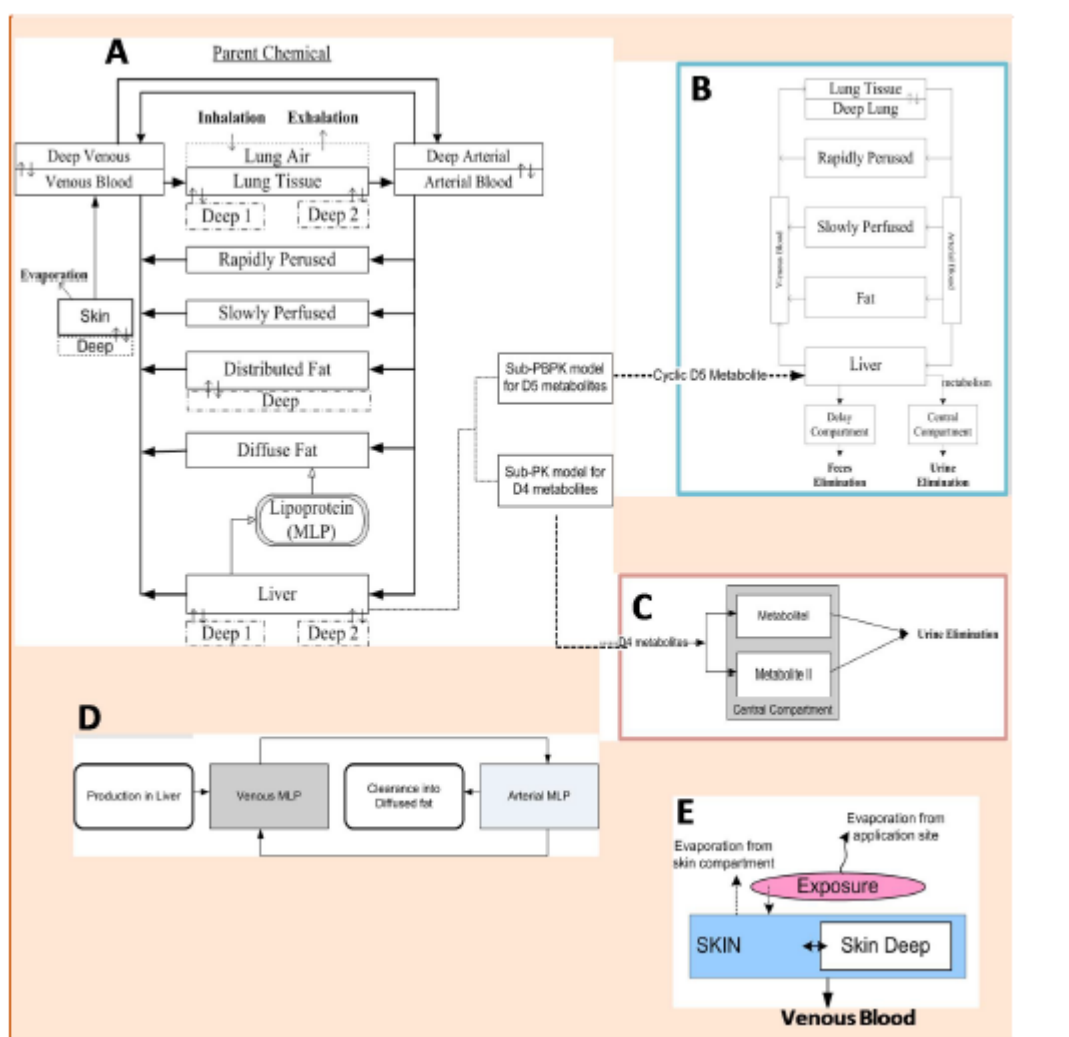 A
Parent Chemical
Inhalation Exhalation
Deep Venous
Venous Blood
Lung Air
Lung Tissue
Deep Arterial
Arterial Blood
Deep 1
Deep 2
Rapidly Perused
Evaporation
Skin
Deep
Slowly Perfused
Distributed Fat
Deep
Diffuse Fat
Lipoprotein
(MLP)
Liver
Deep 1
Deep 2
Sub-PBPK model
for D5 metabolites
Sub-PK model for
D4 metabolites
Cyclic D5 Metabolite
B
Lung Tissue
Deep Lung
Rapidly Perused
Slowly Perfused
Venous Blood
Arterial Blood
Fat
Liver
metabolism
Delay
Compartment
Central
Compartment
Feces
Elimination
Urine
Elimination
C
D4 metabolites
MetaboliteI
Metabolite II
Central Compartment
Urine Elimination
D
Production in Liver
Venous MLP
Clearance into
Diffused fat
Arterial MLP
E
Evaporation from
application site
Evaporation from
skin compartment
Exposure
SKIN
Skin Deep
Venous Blood